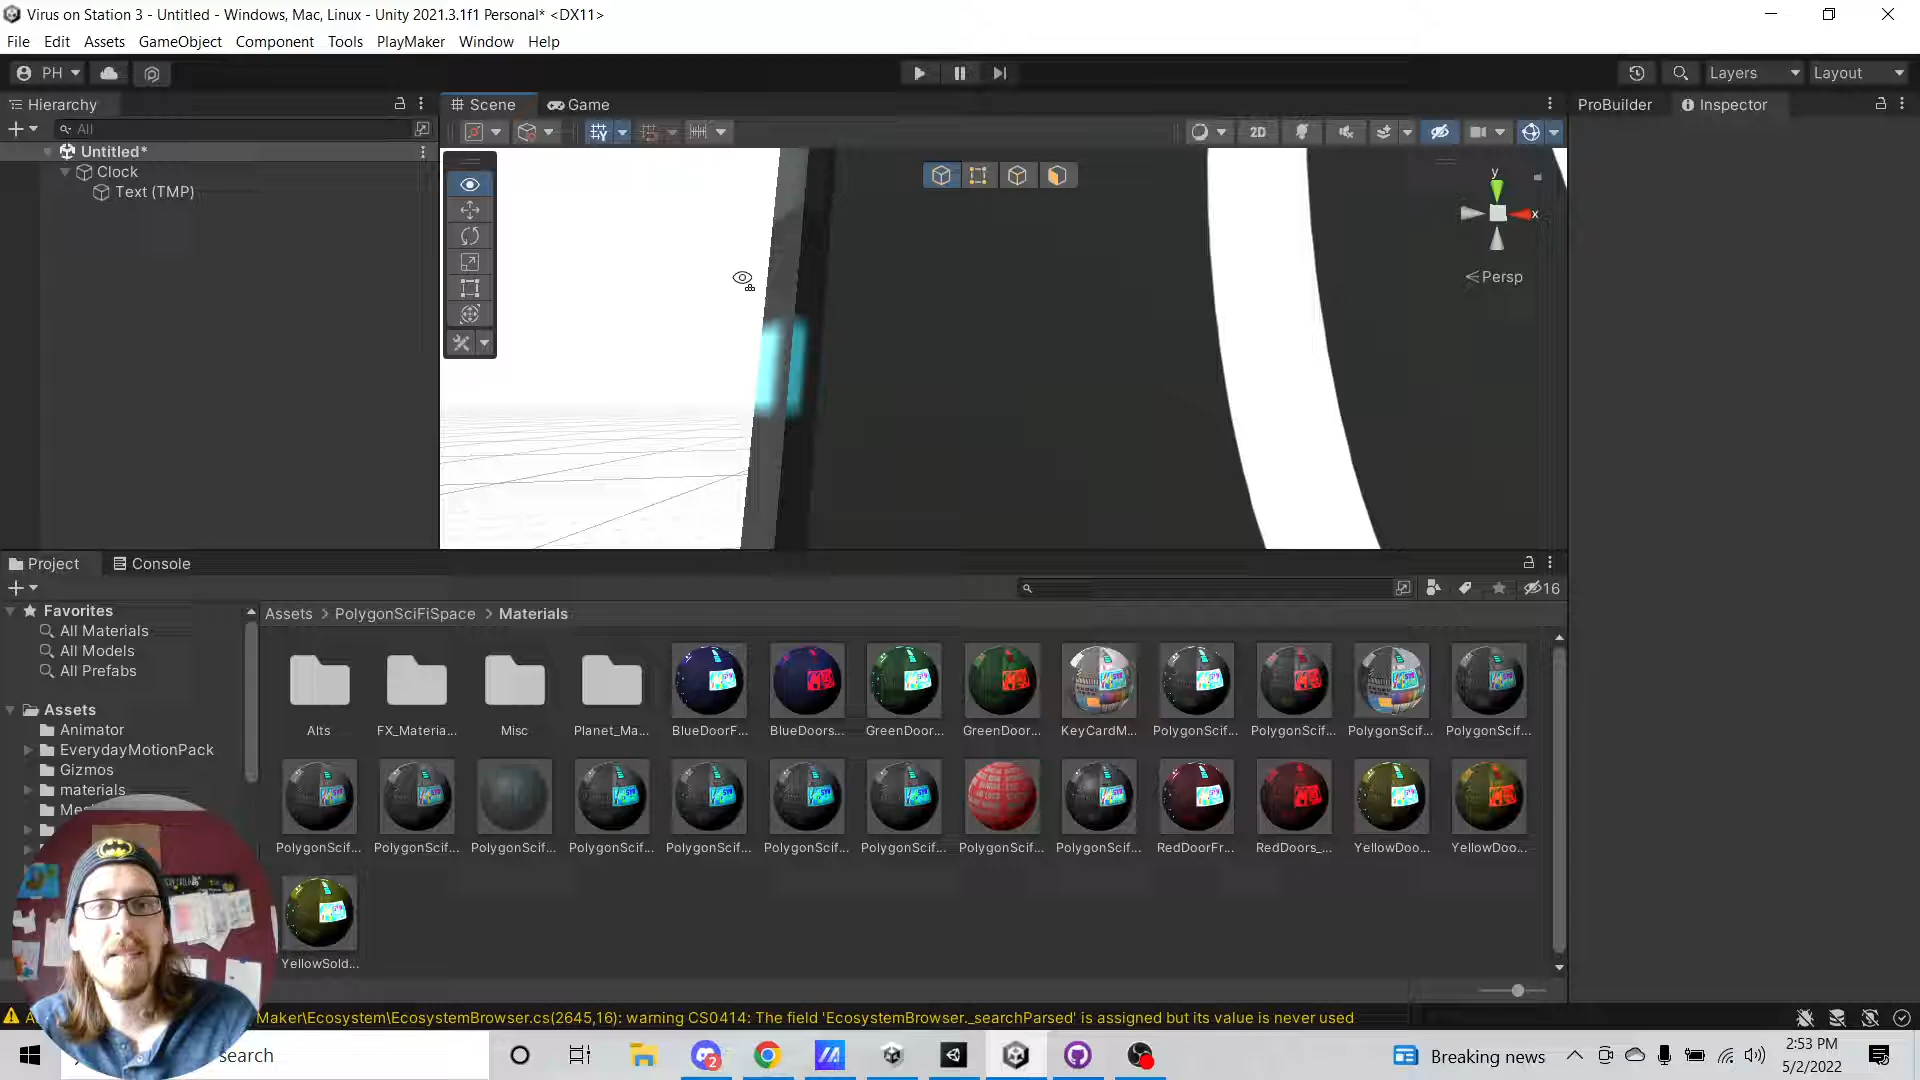 Virus on Station 3 - Untitled - Windows, Mac, Linux - Unity 2021.3.1f1 Personal* <DX11>
File Edit Assets GameObject Component Tools PlayMaker Window Help
PH
Layers
Layout
Hierarchy
Scene
Game
ProBuilder
Inspector
All
2D
Untitled*
Clock
Text (TMP)
y
x
Persp
Project
Console
16
Favorites
All Materials
All Models
All Prefabs
Assets
Animator
EverydayMotionPack
Gizmos
materials
Assets > PolygonSciFiSpace > Materials
Alts
FX_Materia...
Misc
Planet_Ma...
BlueDoorF...
BlueDoors...
GreenDoor...
GreenDoor...
KeyCardM...
PolygonScif...
PolygonScif...
PolygonScif...
PolygonScif...
PolygonScif...
PolygonScif...
PolygonScif...
PolygonScif...
PolygonScif...
PolygonScif...
PolygonScif...
PolygonScif...
PolygonScif...
RedDoorFr...
RedDoors_...
YellowDoo...
YellowDoo...
YellowSold...
Maker\Ecosystem\EcosystemBrowser.cs(2645,16): warning CS0414: The field 'EcosystemBrowser._searchParsed' is assigned but its value is never used
search
2
Breaking news
2:53 PM
5/2/2022